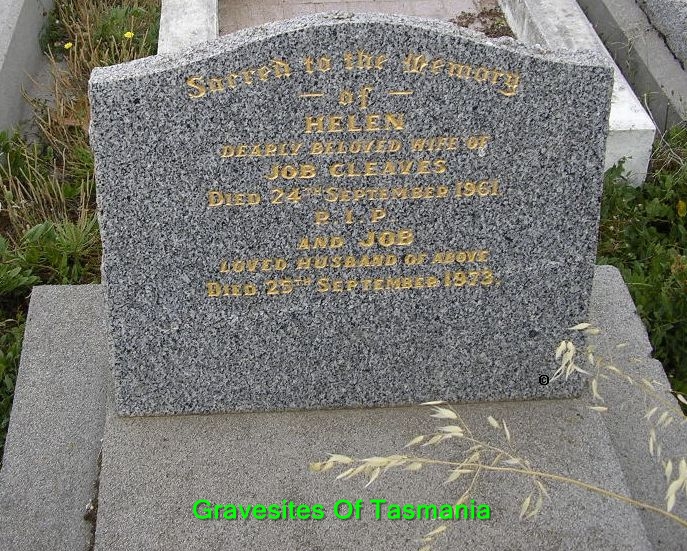 Sacred to the Memory
— of —
HELEN
DEARLY BELOVED WIFE OF
JOB CLEAVES
DIED 24TH SEPTEMBER 1961.
R.I.P.
AND JOB
LOVED HUSBAND OF ABOVE
DIED 25TH SEPTEMBER 1973.
©
Gravesites Of Tasmania